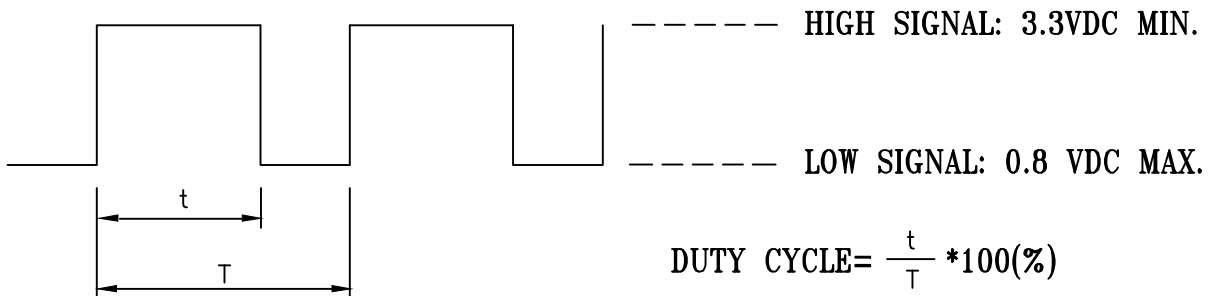 HIGH SIGNAL: 3.3VDC MIN.
LOW SIGNAL: 0.8 VDC MAX.
t
T
DUTY CYCLE= t/T *100(%)